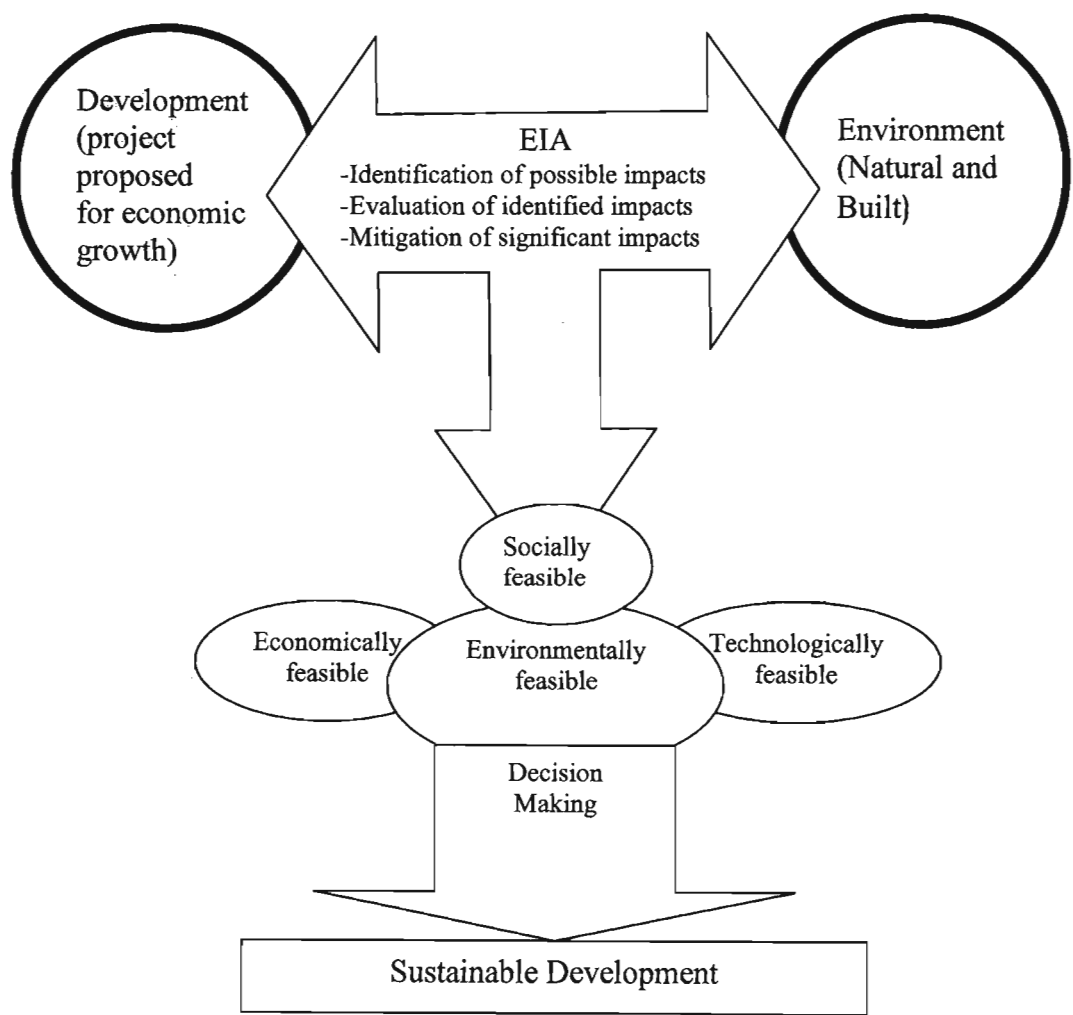 Development
(project
proposed
for economic
growth)
EIA
-Identification of possible impacts
-Evaluation of identified impacts
-Mitigation of significant impacts
Environment
(Natural and
Built)
Socially
feasible
Economically
feasible
Environmentally
feasible
Technologically
feasible
Decision
Making
Sustainable Development